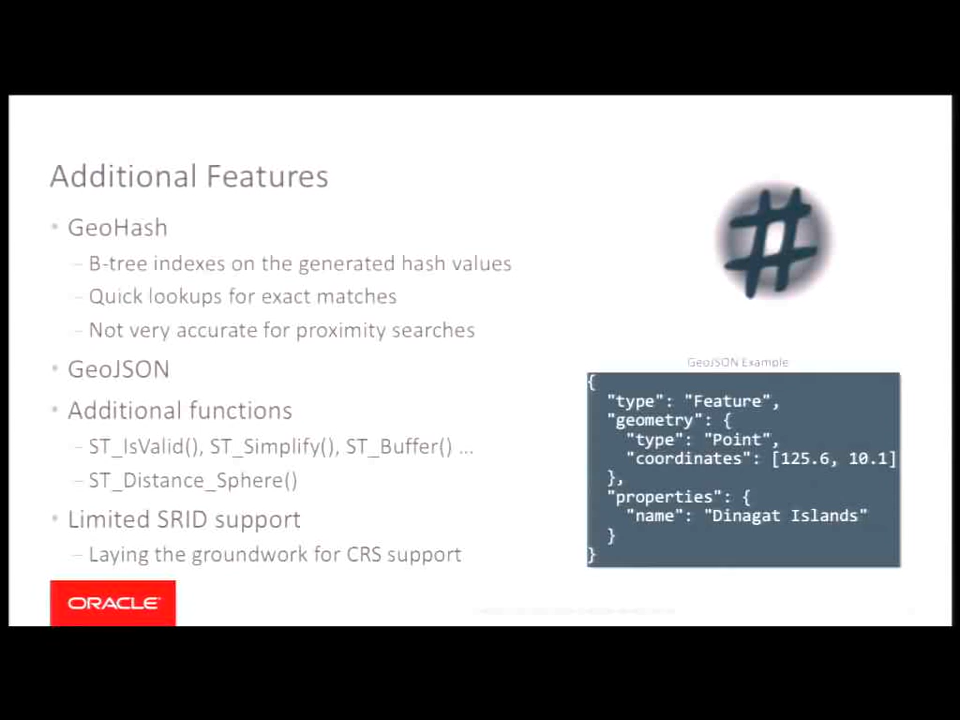 Additional Features
• GeoHash
– B-tree indexes on the generated hash values
– Quick lookups for exact matches
– Not very accurate for proximity searches
• GeoJSON
• Additional functions
– ST_IsValid(), ST_Simplify(), ST_Buffer() ...
– ST_Distance_Sphere()
• Limited SRID support
– Laying the groundwork for CRS support
ORACLE
#
GeoJSON Example
{
"type": "Feature",
"geometry": {
"type": "Point",
"coordinates": [125.6, 10.1]
},
"properties": {
"name": "Dinagat Islands"
}
}